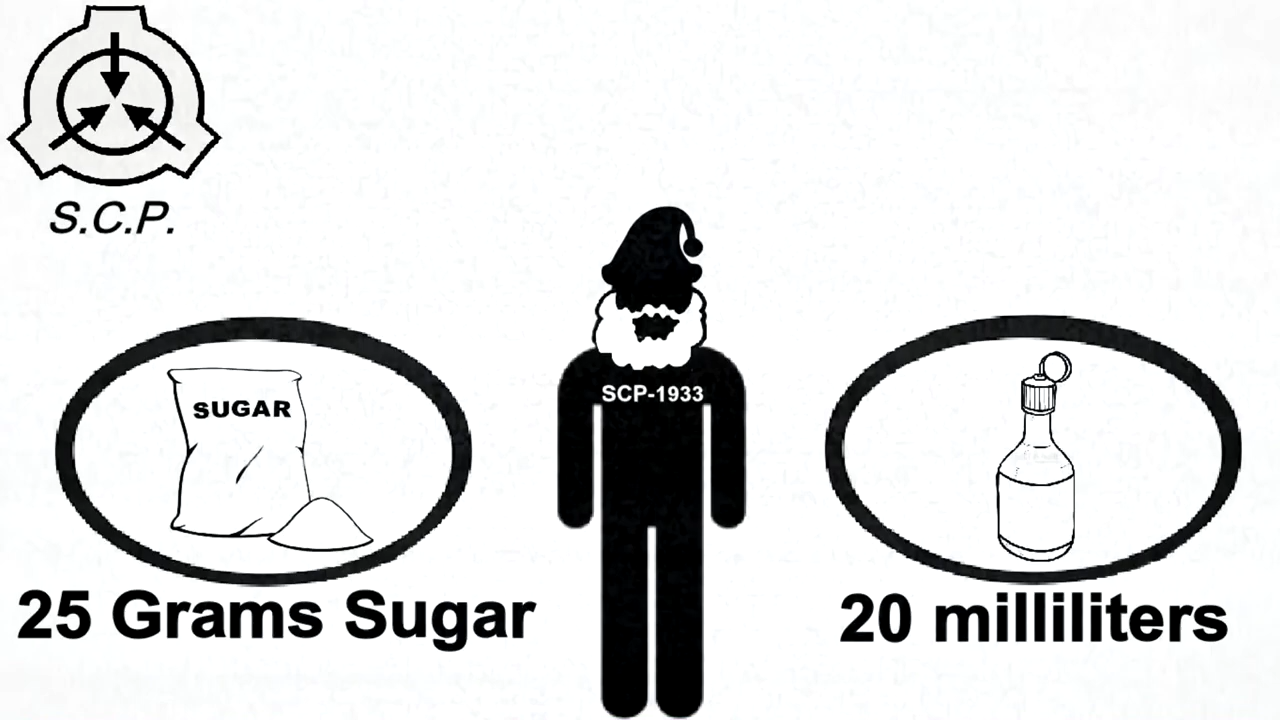 S.C.P.
SCP-1933
SUGAR
25 Grams Sugar
20 milliliters